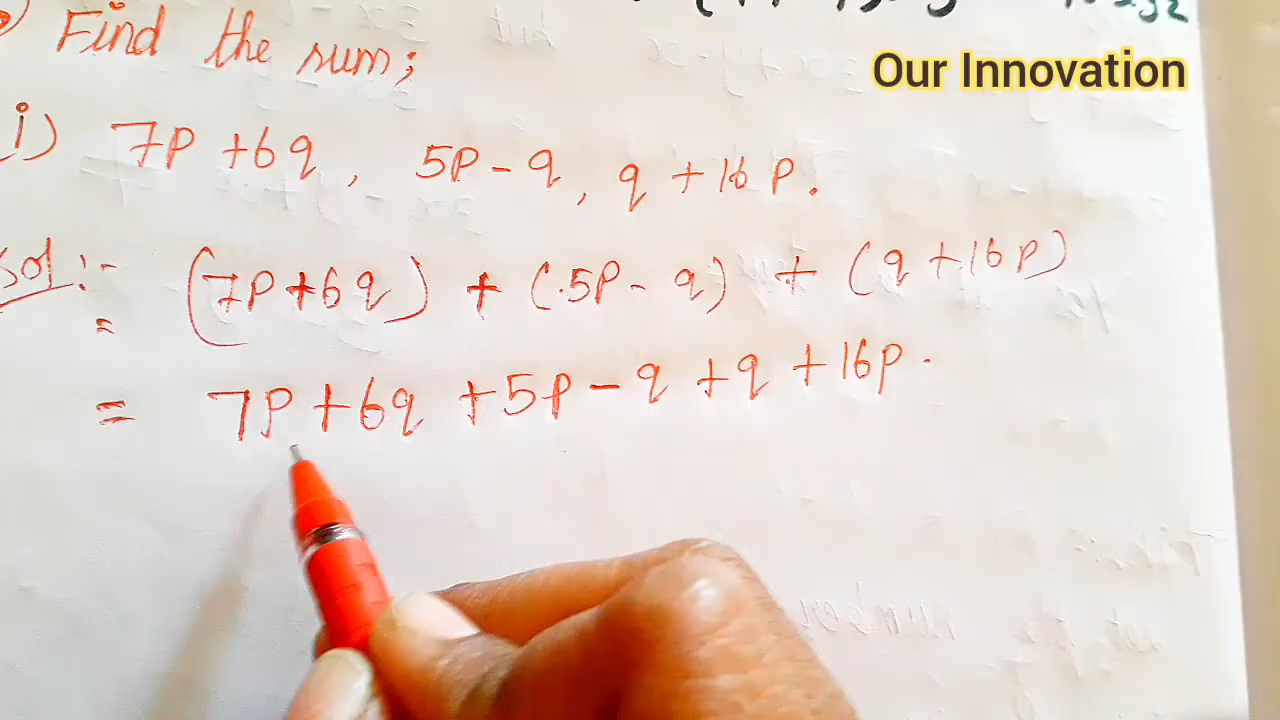 Find the sum;
Our Innovation
i) 7p + 6q, 5p - q, q + 16p.
Sol:- (7p + 6q) + (5p - q) + (q + 16p)
=
= 7p + 6q + 5p - q + q + 16p.